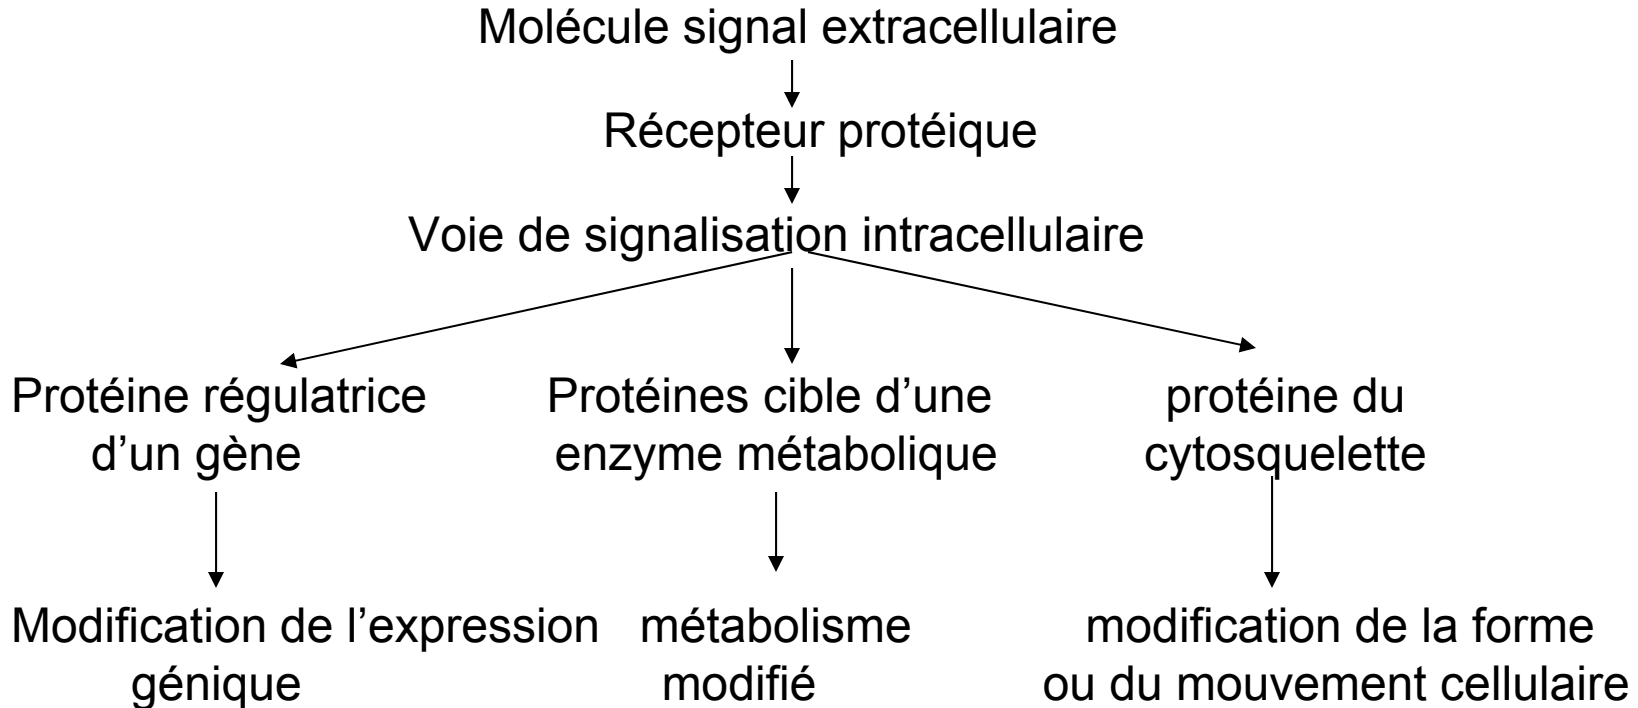 Molécule signal extracellulaire
Récepteur protéique
Voie de signalisation intracellulaire
Protéine régulatrice
d’un gène
Protéines cible d’une
enzyme métabolique
protéine du
cytosquelette
Modification de l’expression
génique
métabolisme
modifié
modification de la forme
ou du mouvement cellulaire